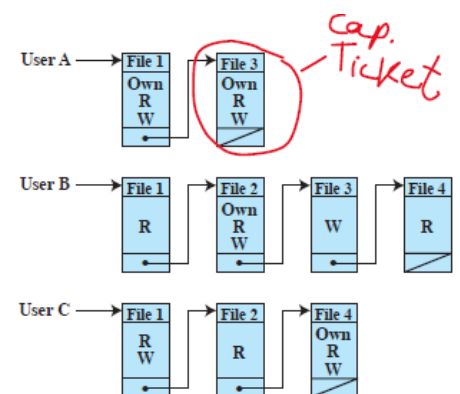 cap.
Ticket
User A File 1 File 3
Own Own
R R
W W
User B File 1 File 2 File 3 File 4
R Own W R
R
W
User C File 1 File 2 File 4
R R Own
W R
W